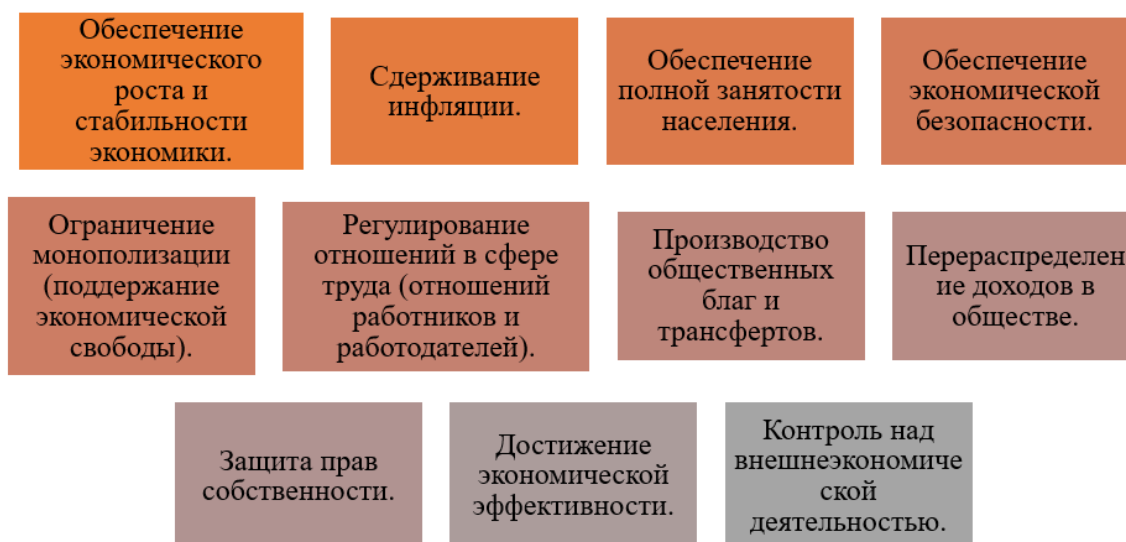 Обеспечение
экономического
роста и
стабильности
экономики.
Сдерживание
инфляции.
Обеспечение
полной занятости
населения.
Обеспечение
экономической
безопасности.
Ограничение
монополизации
(поддержание
экономической
свободы).
Регулирование
отношений в сфере
труда (отношений
работников и
работодателей).
Производство
общественных
благ и
трансфертов.
Перераспределен
ие доходов в
обществе.
Защита прав
собственности.
Достижение
экономической
эффективности.
Контроль над
внешнеэкономиче
ской
деятельностью.